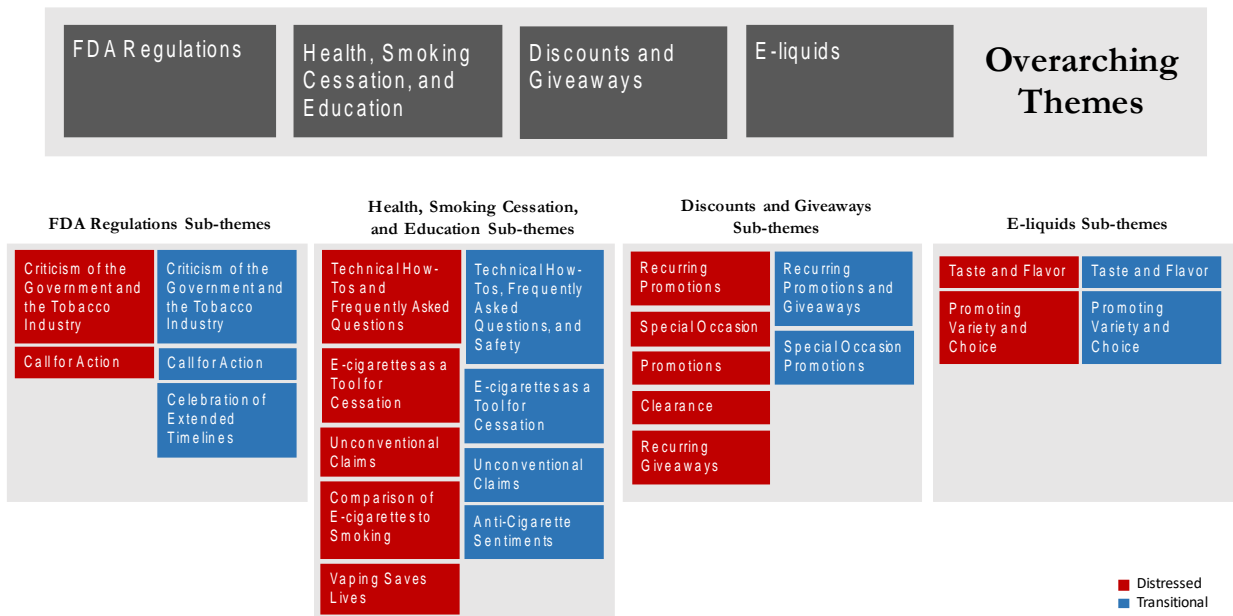 FDA Regulations
Health, Smoking
Cessation, and
Education
Discounts and
Giveaways
E-liquids
Overarching
Themes
FDA Regulations Sub-themes
Criticism of the
Government and
the Tobacco
Industry
Call for Action
Criticism of the
Government and
the Tobacco
Industry
Call for Action
Celebration of
Extended
Timelines
Health, Smoking Cessation,
and Education Sub-themes
Technical How-
Tos and
Frequently Asked
Questions
E-cigarettes as a
Tool for
Cessation
Unconventional
Claims
Comparison of
E-cigarettes to
Smoking
Vaping Saves
Lives
Technical How-
Tos, Frequently
Asked
Questions, and
Safety
E-cigarettes as a
Tool for
Cessation
Unconventional
Claims
Anti-Cigarette
Sentiments
Discounts and Giveaways
Sub-themes
Recurring
Promotions
Special Occasion
Promotions
Clearance
Recurring
Giveaways
Recurring
Promotions and
Giveaways
Special Occasion
Promotions
E-liquids Sub-themes
Taste and Flavor
Promoting
Variety and
Choice
Taste and Flavor
Promoting
Variety and
Choice
Distressed
Transitional